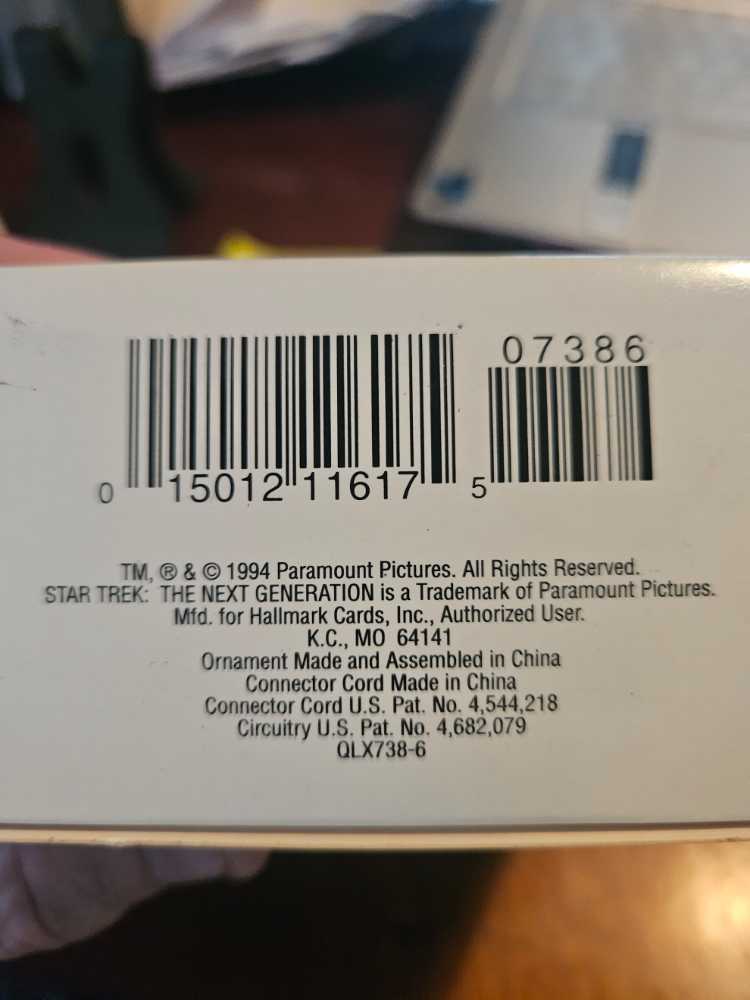 07386
0 15012 11617 5
TM, ® & © 1994 Paramount Pictures. All Rights Reserved.
STAR TREK: THE NEXT GENERATION is a Trademark of Paramount Pictures.
Mfd. for Hallmark Cards, Inc., Authorized User.
K.C., MO 64141
Ornament Made and Assembled in China
Connector Cord Made in China
Connector Cord U.S. Pat. No. 4,544,218
Circuitry U.S. Pat. No. 4,682,079
QLX738-6